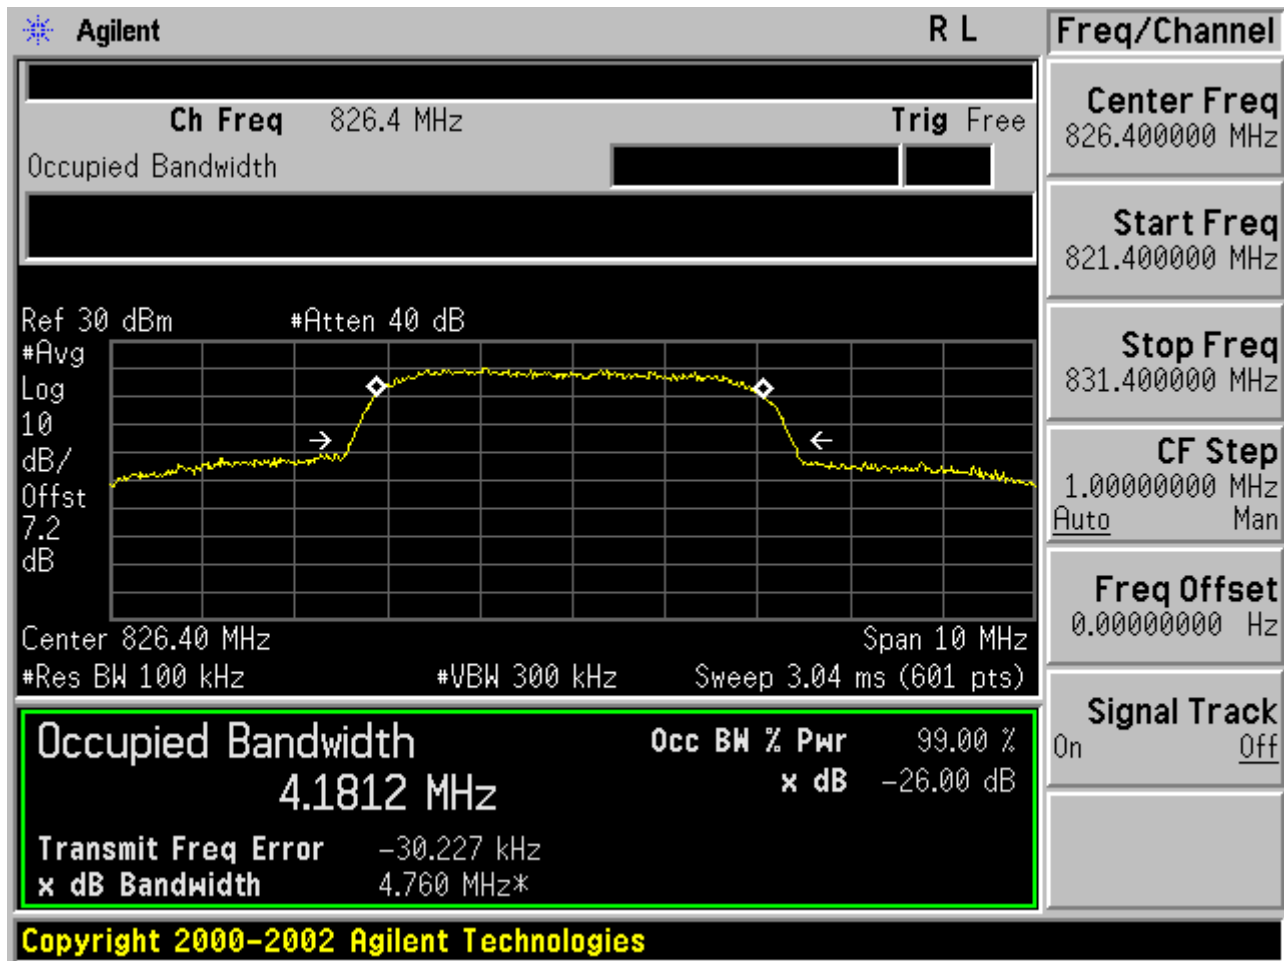 Agilent R L Freq/Channel
Ch Freq 826.4 MHz Trig Free
Occupied Bandwidth
Center Freq
826.400000 MHz
Start Freq
821.400000 MHz
Stop Freq
831.400000 MHz
CF Step
1.00000000 MHz
Auto Man
Freq Offset
0.00000000 Hz
Signal Track
On Off
Ref 30 dBm #Atten 40 dB
#Avg
Log
10
dB/
Offst
7.2
dB
Center 826.40 MHz Span 10 MHz
#Res BW 100 kHz #VBW 300 kHz Sweep 3.04 ms (601 pts)
Occupied Bandwidth Occ BW % Pwr 99.00 %
4.1812 MHz x dB -26.00 dB
Transmit Freq Error -30.227 kHz
x dB Bandwidth 4.760 MHz*
Copyright 2000-2002 Agilent Technologies